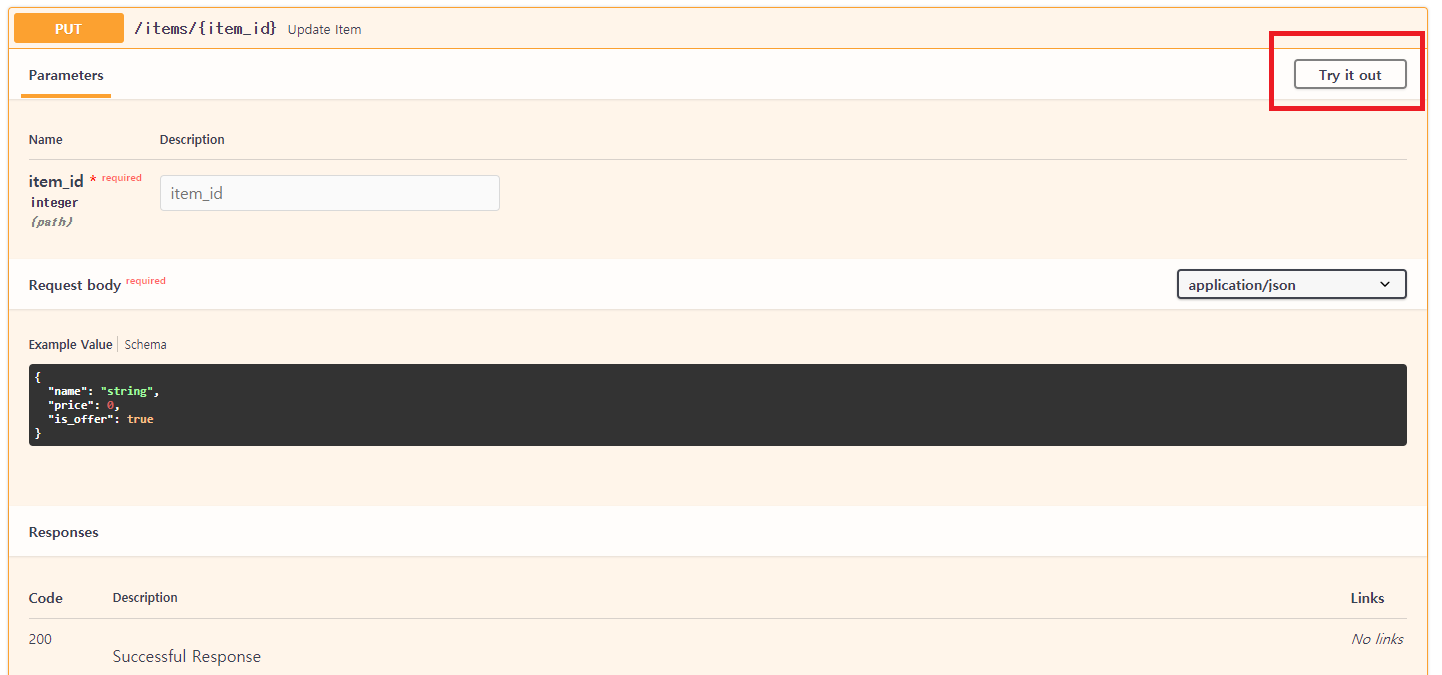 PUT /items/{item_id} Update Item
Parameters Try it out
Name Description
item_id * required item_id
integer
(path)
Request body required application/json
Example Value Schema
{
"name": "string",
"price": 0,
"is_offer": true
}
Responses
Code Description Links
200 No links
Successful Response